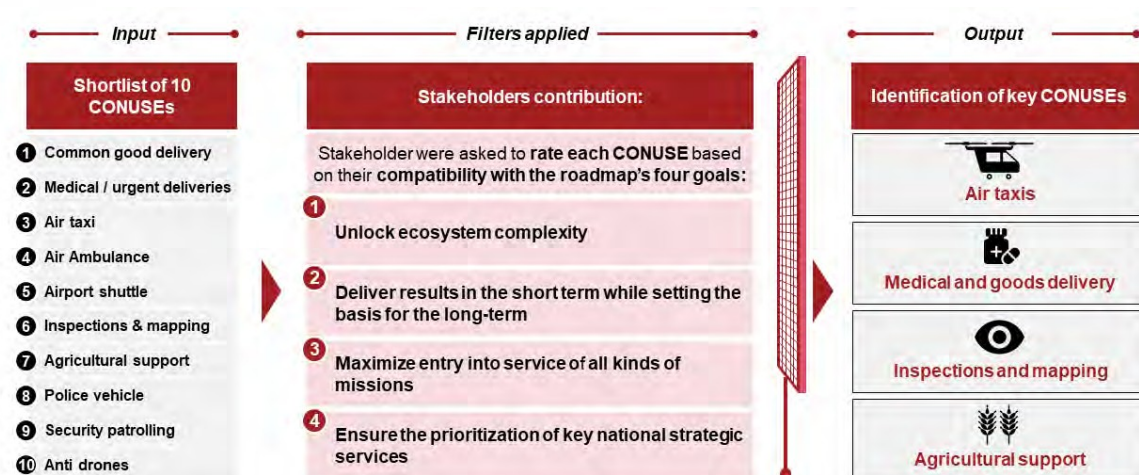 Input
Filters applied
Output
Shortlist of 10
CONUSEs
Stakeholders contribution:
Identification of key CONUSEs
1 Common good delivery
2 Medical / urgent deliveries
3 Air taxi
4 Air Ambulance
5 Airport shuttle
6 Inspections & mapping
7 Agricultural support
8 Police vehicle
9 Security patrolling
10 Anti drones
Stakeholder were asked to rate each CONUSE based
on their compatibility with the roadmap's four goals:
1
Unlock ecosystem complexity
2
Deliver results in the short term while setting the
basis for the long-term
3
Maximize entry into service of all kinds of
missions
4
Ensure the prioritization of key national strategic
services
Air taxis
Medical and goods delivery
Inspections and mapping
Agricultural support